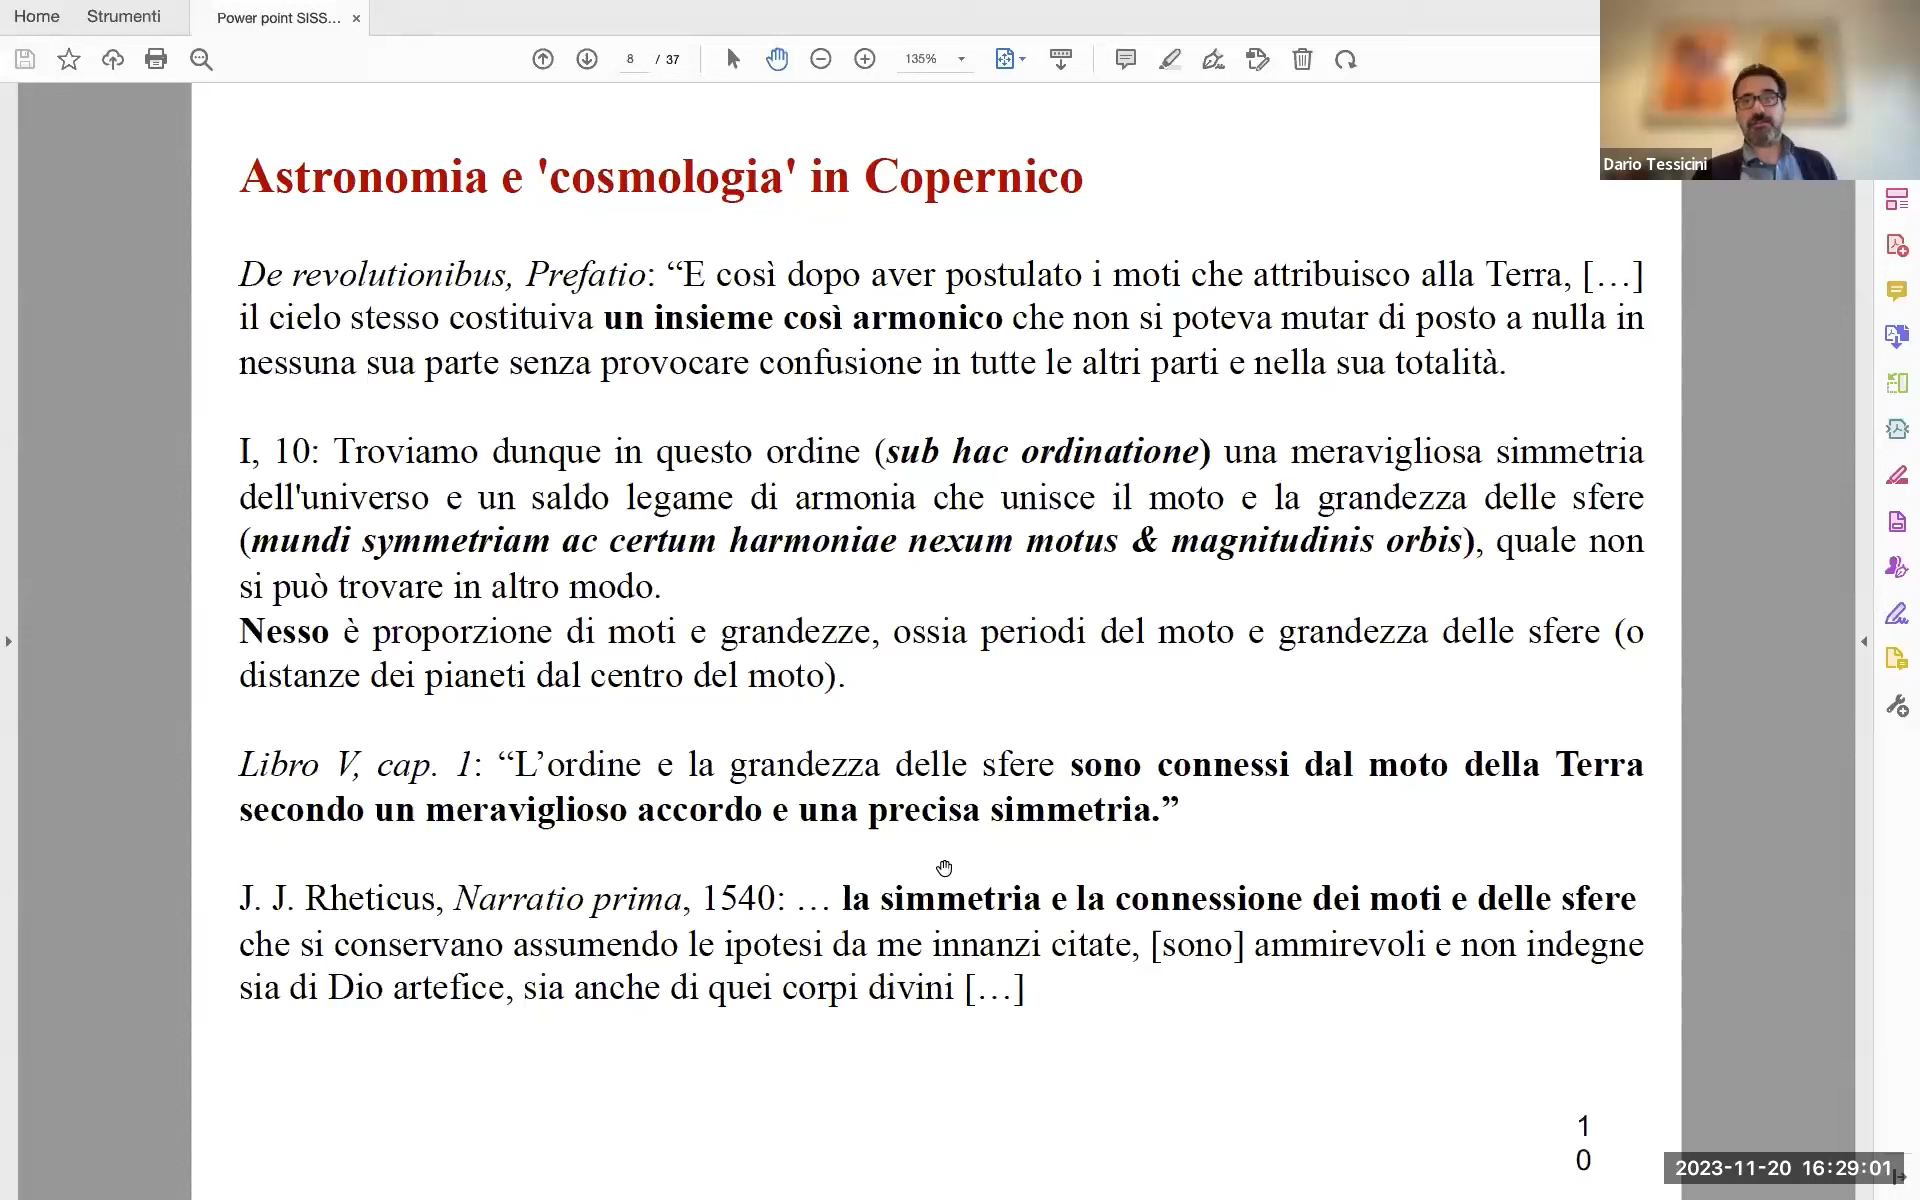 Home Strumenti Power point SISS... ×
8 / 37 135%
Dario Tessicini
Astronomia e 'cosmologia' in Copernico
De revolutionibus, Prefatio: “E così dopo aver postulato i moti che attribuisco alla Terra, […]
il cielo stesso costituiva un insieme così armonico che non si poteva mutar di posto a nulla in
nessuna sua parte senza provocare confusione in tutte le altri parti e nella sua totalità.
I, 10: Troviamo dunque in questo ordine (sub hac ordinatione) una meravigliosa simmetria
dell'universo e un saldo legame di armonia che unisce il moto e la grandezza delle sfere
(mundi symmetriam ac certum harmoniae nexum motus & magnitudinis orbis), quale non
si può trovare in altro modo.
Nesso è proporzione di moti e grandezze, ossia periodi del moto e grandezza delle sfere (o
distanze dei pianeti dal centro del moto).
Libro V, cap. 1: “L’ordine e la grandezza delle sfere sono connessi dal moto della Terra
secondo un meraviglioso accordo e una precisa simmetria.”
J. J. Rheticus, Narratio prima, 1540: … la simmetria e la connessione dei moti e delle sfere
che si conservano assumendo le ipotesi da me innanzi citate, [sono] ammirevoli e non indegne
sia di Dio artefice, sia anche di quei corpi divini […]
1
0
2023-11-20 16:29:01